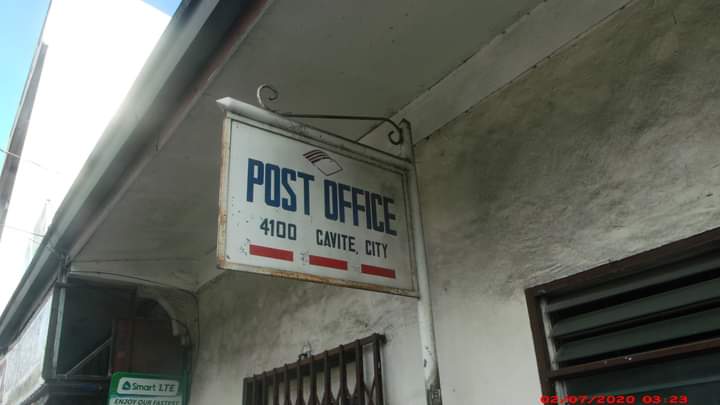 POST OFFICE
4100 CAVITE, CITY
Smart LTE
ENJOY OUR FASTEST
02/07/2020 03:23